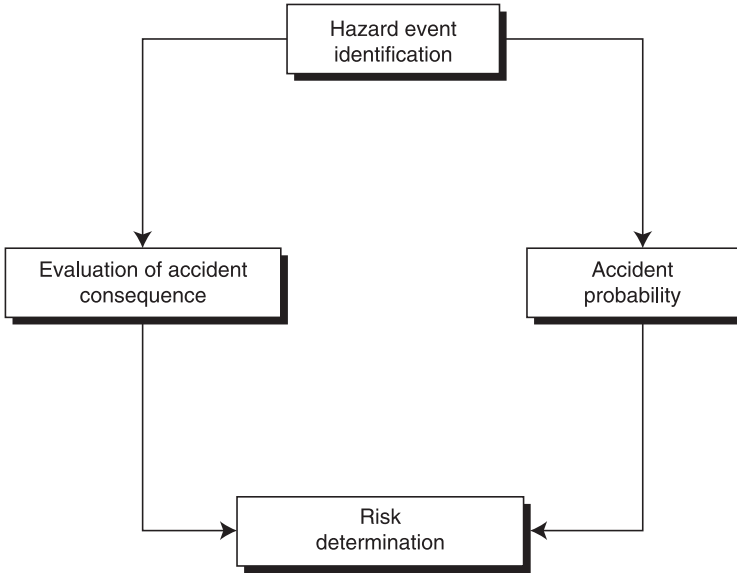 Hazard event
identification
Evaluation of accident
consequence
Accident
probability
Risk
determination